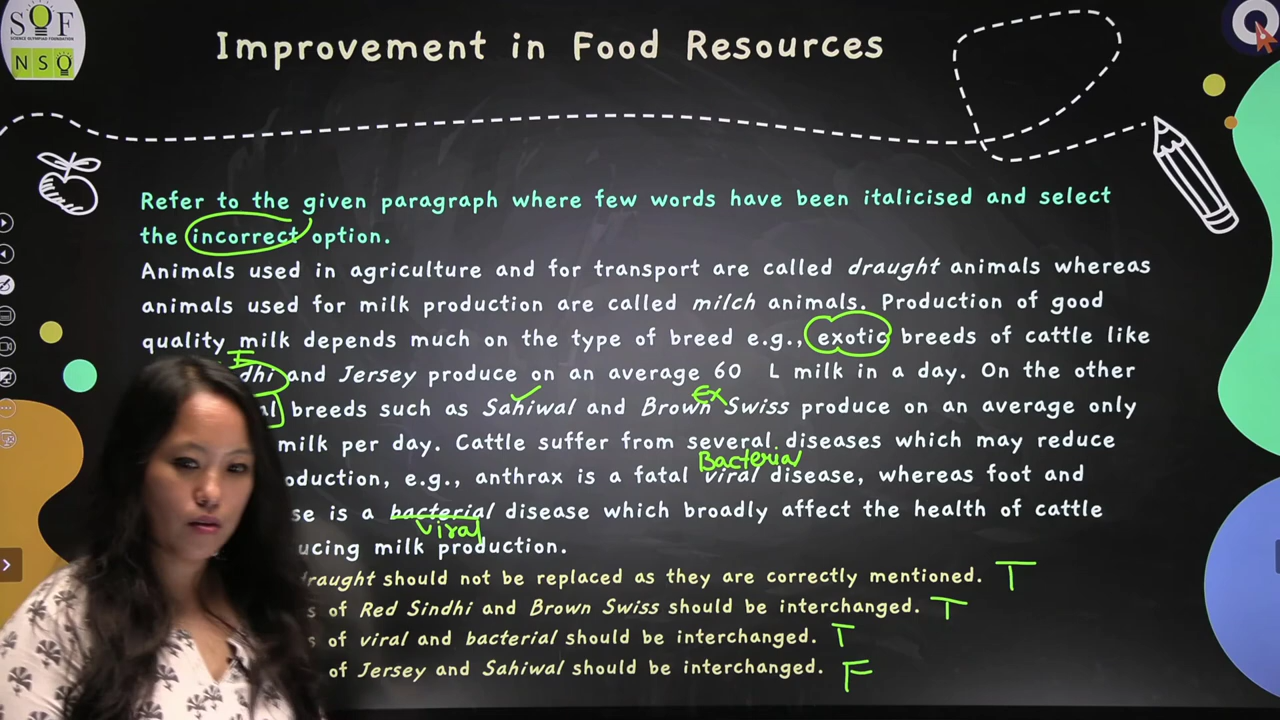 SOF
SCIENCE OLYMPIAD FOUNDATION
NSO
Improvement in Food Resources
Refer to the given paragraph where few words have been italicised and select
the incorrect option.
Animals used in agriculture and for transport are called draught animals whereas
animals used for milk production are called milch animals. Production of good
quality milk depends much on the type of breed e.g., exotic breeds of cattle like
I
dhi and Jersey produce on an average 60 L milk in a day. On the other
Ex
al breeds such as Sahiwal and Brown Swiss produce on an average only
milk per day. Cattle suffer from several diseases which may reduce
Bacterial
oduction, e.g., anthrax is a fatal viral disease, whereas foot and
se is a bacterial disease which broadly affect the health of cattle
viral
ucing milk production.
draught should not be replaced as they are correctly mentioned. T
s of Red Sindhi and Brown Swiss should be interchanged. T
s of viral and bacterial should be interchanged. T
of Jersey and Sahiwal should be interchanged. F